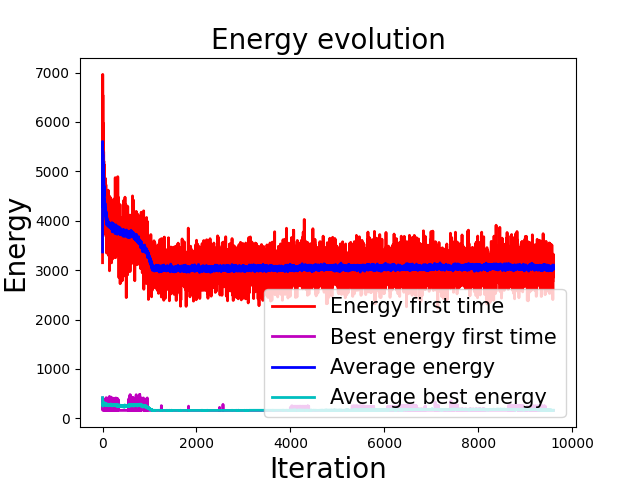 Energy evolution
7000
6000
5000
4000
3000
2000
1000
0
Energy
Energy first time
Best energy first time
Average energy
Average best energy
0
2000
4000
6000
8000
10000
Iteration